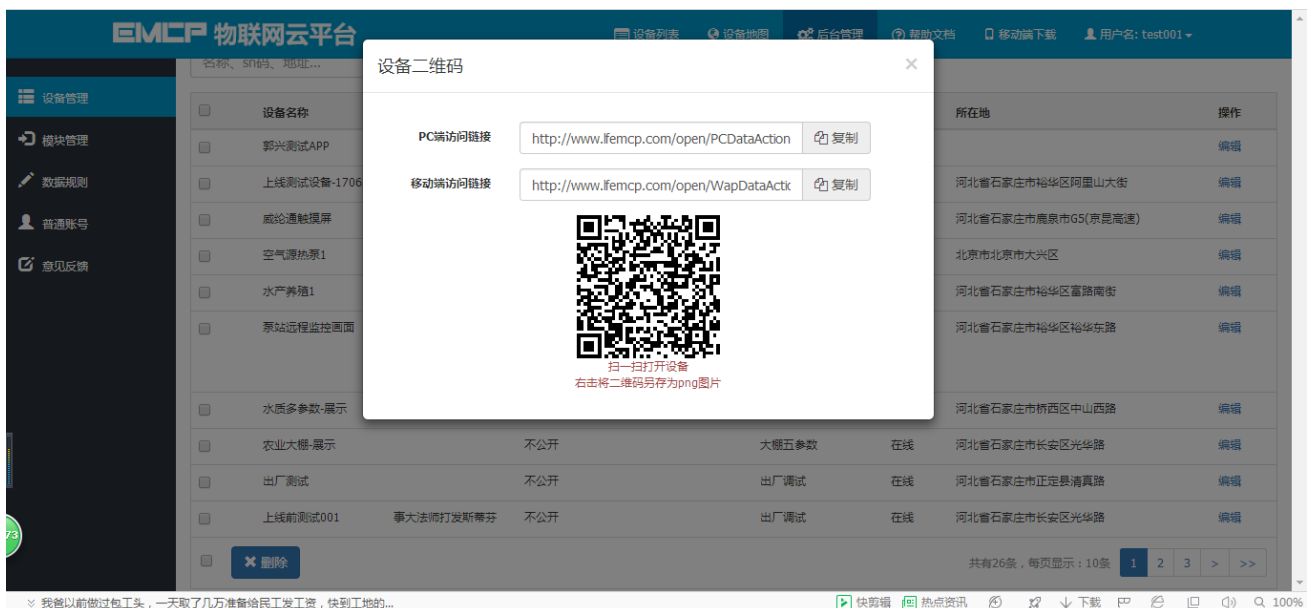 EMCP 物联网云平台
设备列表 设备地图 后台管理 帮助文档 移动端下载 用户名: test001
名称、sn码、地址...
设备二维码 ×
PC端访问链接 http://www.lfemcp.com/open/PCDataAction 复制
移动端访问链接 http://www.lfemcp.com/open/WapDataActic 复制
扫一扫打开设备
右击将二维码另存为png图片
设备管理
模块管理
数据规则
普通账号
意见反馈
设备名称 所在地 操作
郭兴测试APP 编辑
上线测试设备-1706 河北省石家庄市裕华区阿里山大街 编辑
威纶通触摸屏 河北省石家庄市鹿泉市G5(京昆高速) 编辑
空气源热泵1 北京市北京市大兴区 编辑
水产养殖1 河北省石家庄市裕华区富路南街 编辑
泵站远程监控画面 河北省石家庄市裕华区裕华东路 编辑
水质多参数-展示 河北省石家庄市桥西区中山西路 编辑
农业大棚-展示 不公开 大棚五参数 在线 河北省石家庄市长安区光华路 编辑
出厂测试 不公开 出厂调试 在线 河北省石家庄市正定县清真路 编辑
上线前测试001 事大法师打发斯蒂芬 不公开 出厂调试 在线 河北省石家庄市长安区光华路 编辑
删除 共有26条，每页显示：10条 1 2 3 > >>
73
我爸以前做过包工头，一天取了几万准备给民工发工资，快到工地的... 快剪辑 热点资讯 下载 100%